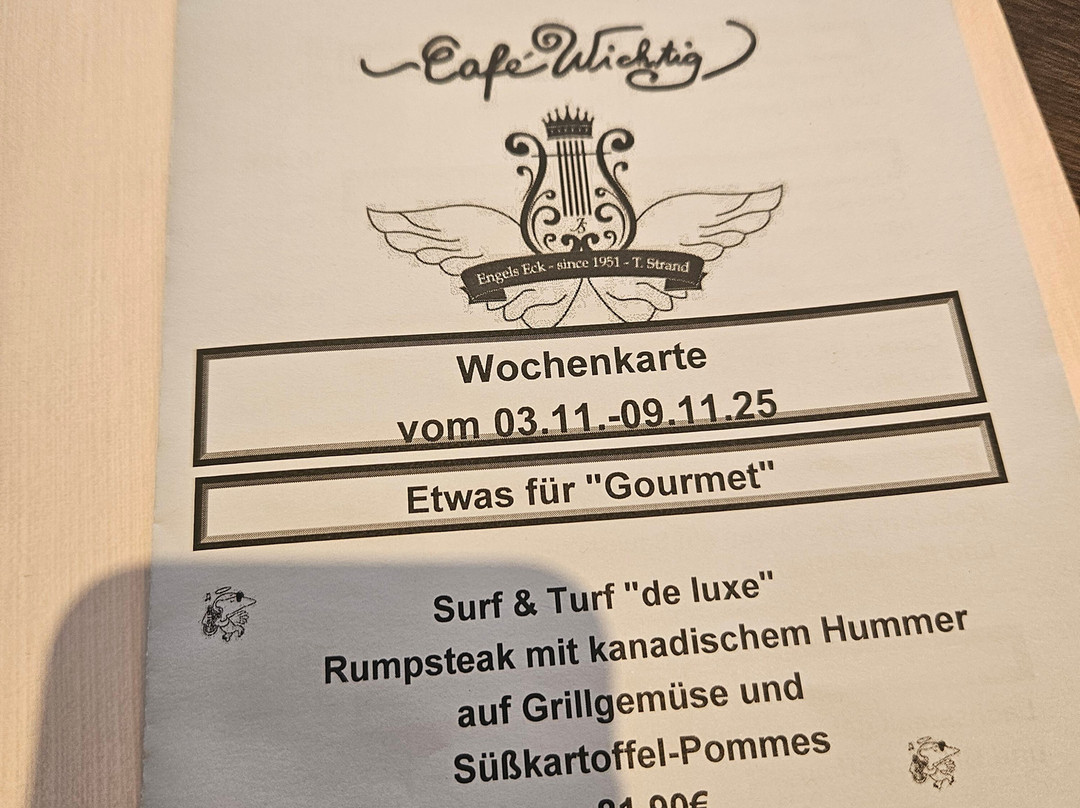 Café Wichtig
Engels Eck - since 1951 - T. Strand
Wochenkarte
vom 03.11.-09.11.25
Etwas für "Gourmet"
Surf & Turf "de luxe"
Rumpsteak mit kanadischem Hummer
auf Grillgemüse und
Süßkartoffel-Pommes